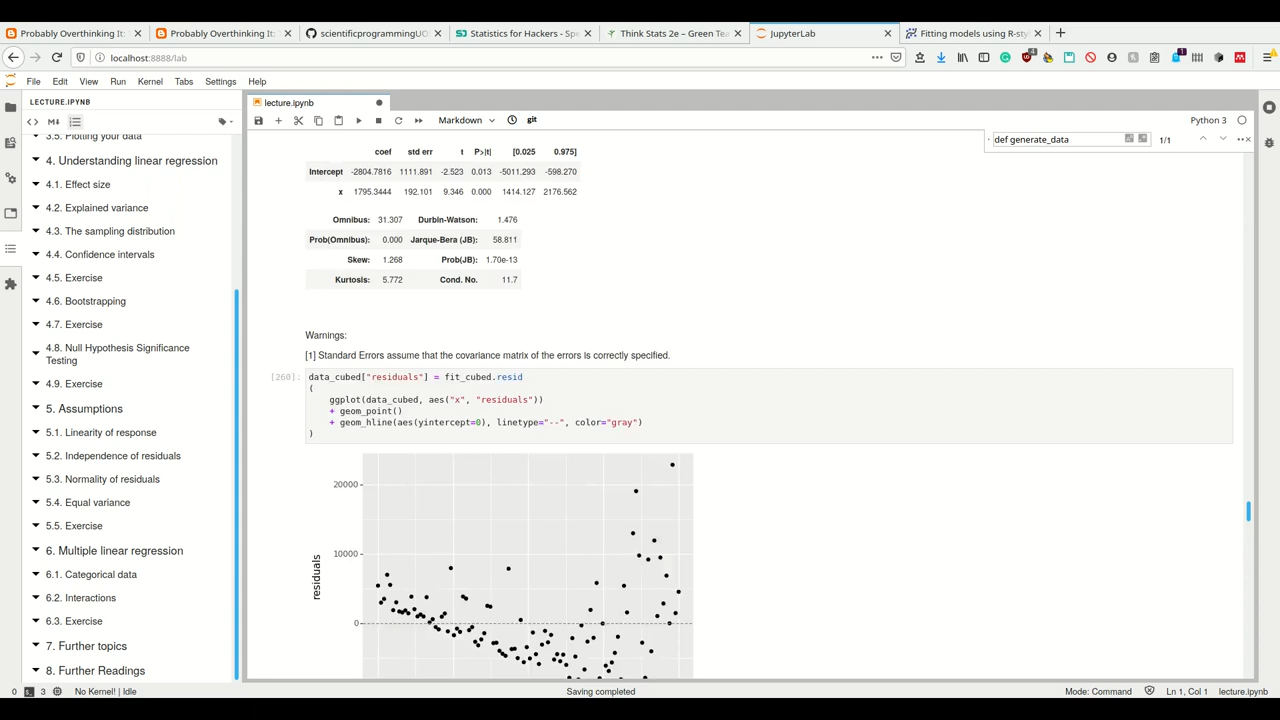 Probably Overthinking It:
Probably Overthinking It:
scientificprogrammingUO
Statistics for Hackers - Spe
Think Stats 2e – Green Tea
JupyterLab
Fitting models using R-styl
localhost:8888/lab
File Edit View Run Kernel Tabs Settings Help
LECTURE.IPYNB
3.5. Plotting your data
4. Understanding linear regression
4.1. Effect size
4.2. Explained variance
4.3. The sampling distribution
4.4. Confidence intervals
4.5. Exercise
4.6. Bootstrapping
4.7. Exercise
4.8. Null Hypothesis Significance
Testing
4.9. Exercise
5. Assumptions
5.1. Linearity of response
5.2. Independence of residuals
5.3. Normality of residuals
5.4. Equal variance
5.5. Exercise
6. Multiple linear regression
6.1. Categorical data
6.2. Interactions
6.3. Exercise
7. Further topics
8. Further Readings
lecture.ipynb
Markdown git Python 3
def generate_data 1/1
coef std err t P>|t| [0.025 0.975]
Intercept -2804.7816 1111.891 -2.523 0.013 -5011.293 -598.270
x 1795.3444 192.101 9.346 0.000 1414.127 2176.562
Omnibus: 31.307 Durbin-Watson: 1.476
Prob(Omnibus): 0.000 Jarque-Bera (JB): 58.811
Skew: 1.268 Prob(JB): 1.70e-13
Kurtosis: 5.772 Cond. No. 11.7
Warnings:
[1] Standard Errors assume that the covariance matrix of the errors is correctly specified.
[260]: data_cubed["residuals"] = fit_cubed.resid
(
ggplot(data_cubed, aes("x", "residuals"))
+ geom_point()
+ geom_hline(aes(yintercept=0), linetype="--", color="gray")
)
20000
10000
0
residuals
0 3 No Kernel! | Idle Saving completed Mode: Command Ln 1, Col 1 lecture.ipynb